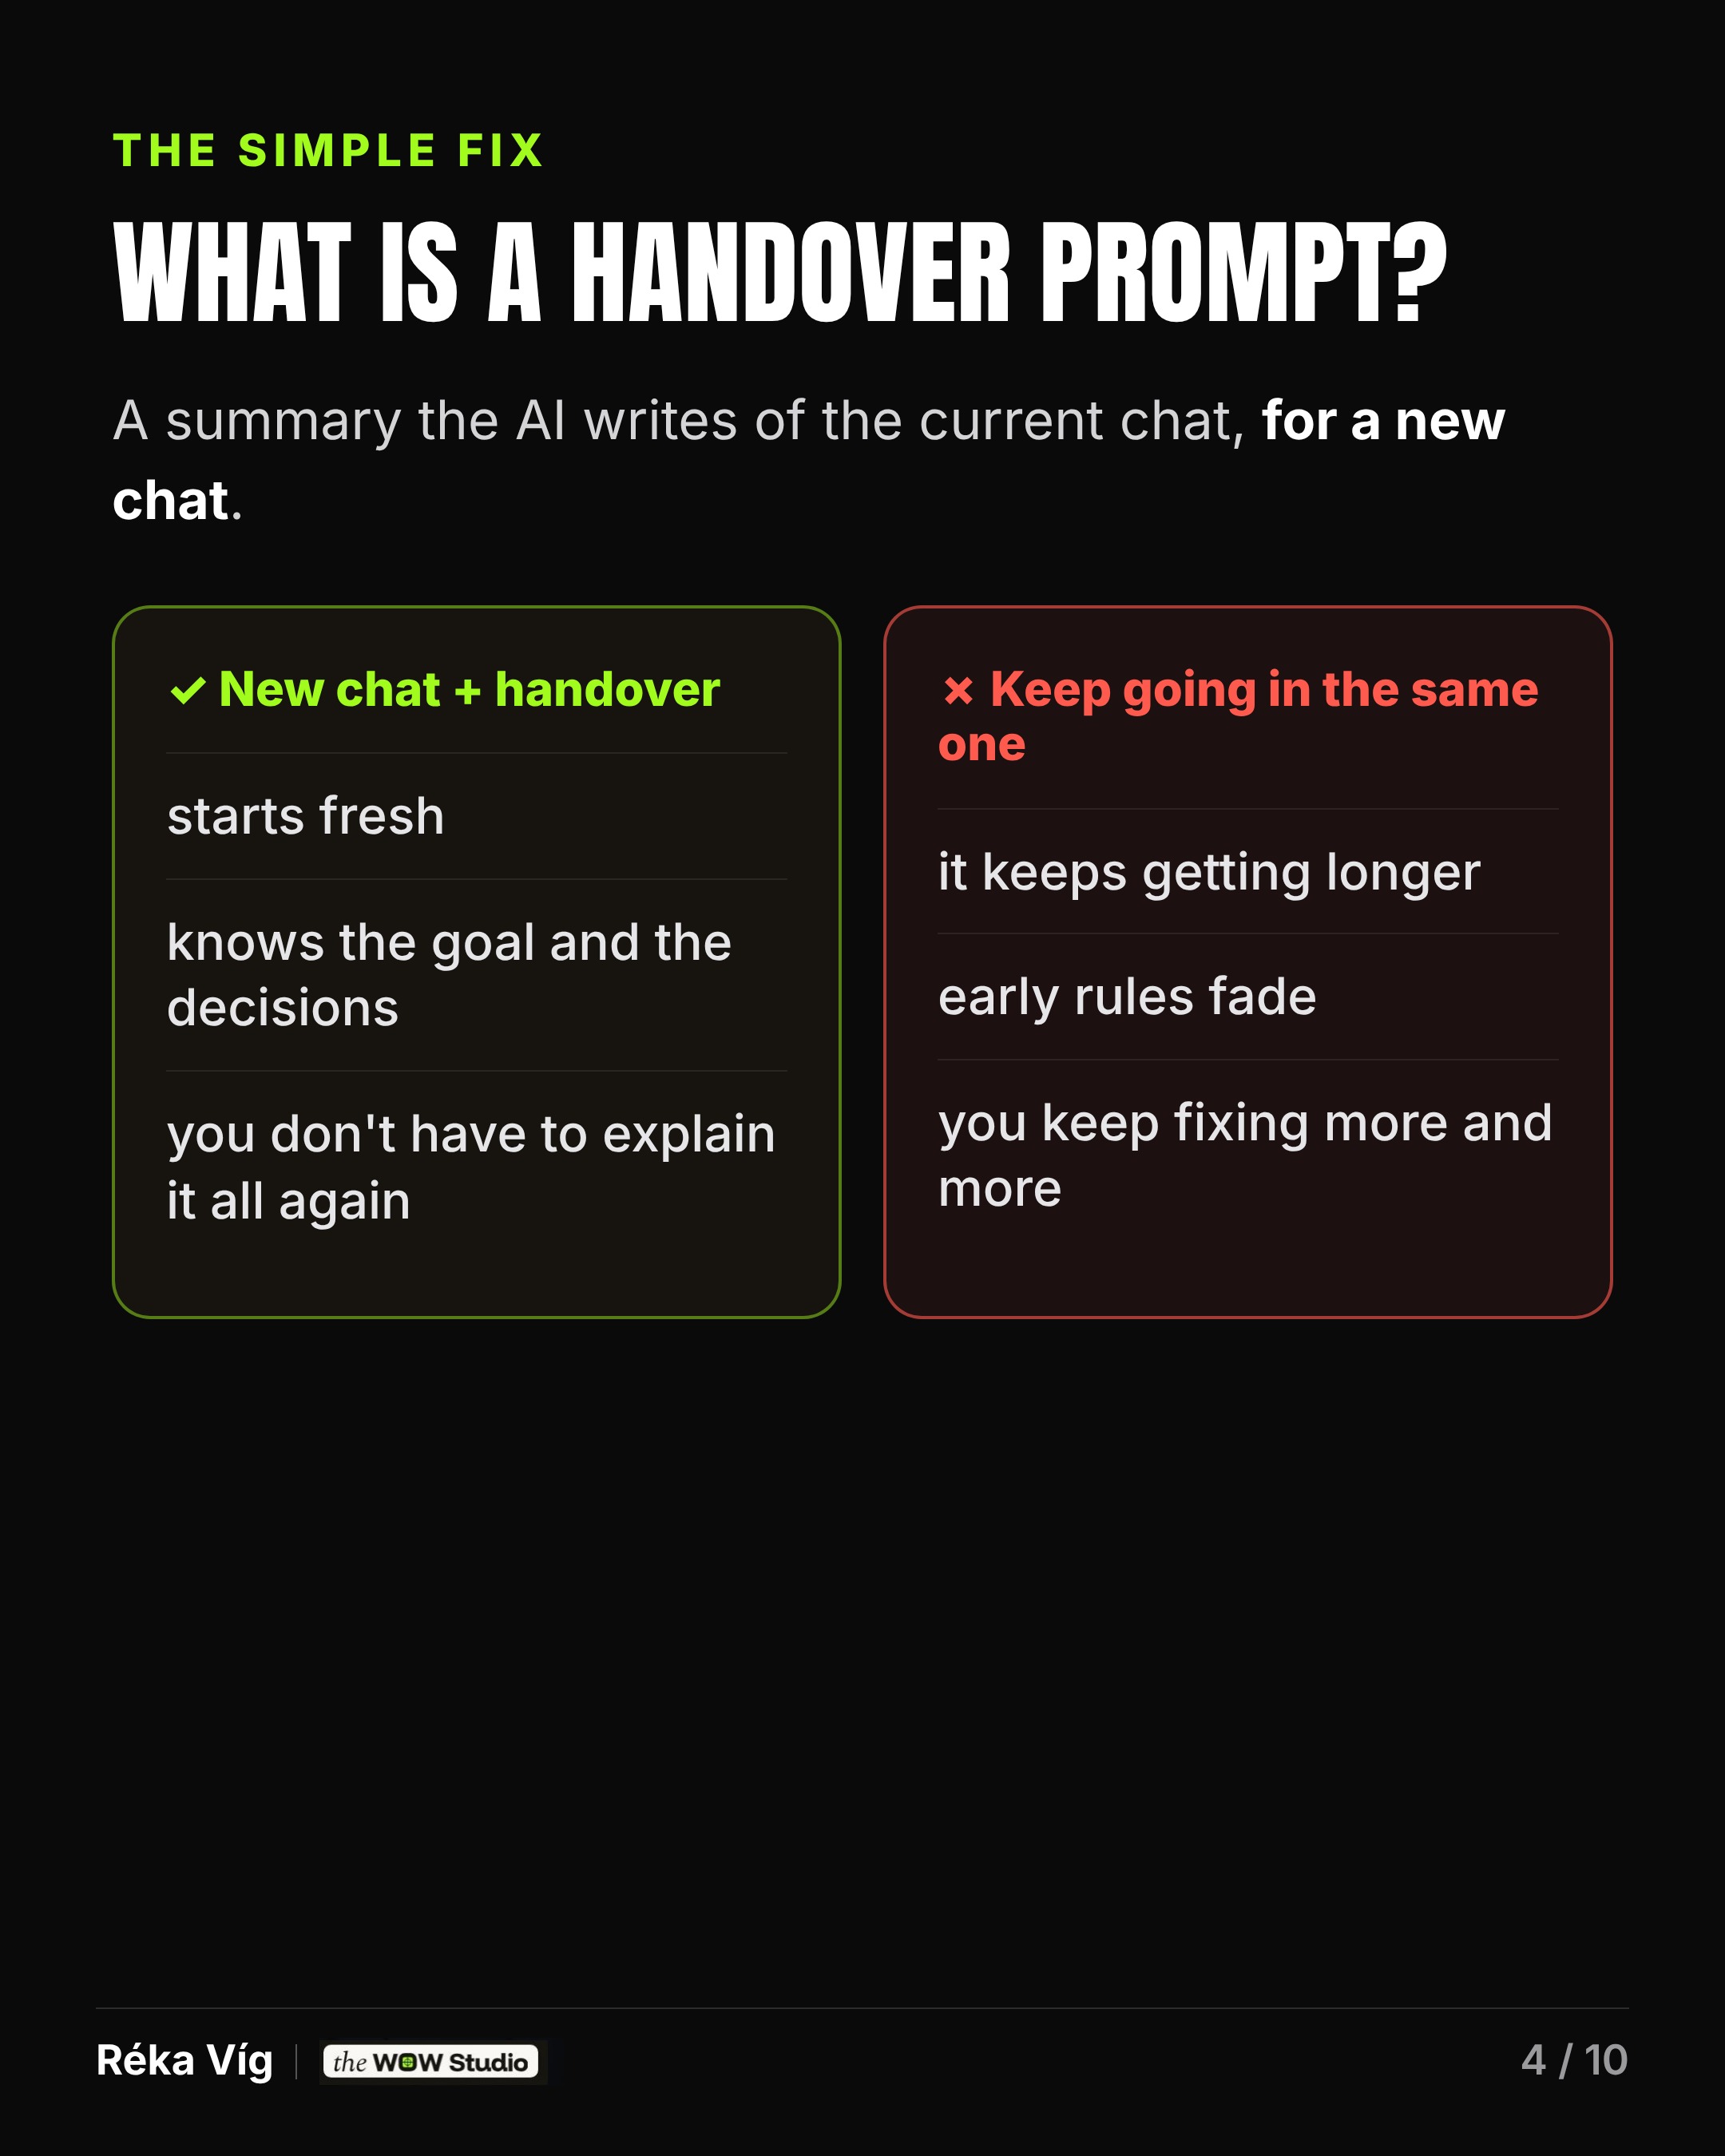 THE SIMPLE FIX
WHAT IS A HANDOVER PROMPT?
A summary the AI writes of the current chat, for a new
chat.
✓ New chat + handover
starts fresh
knows the goal and the
decisions
you don't have to explain
it all again
✕ Keep going in the same
one
it keeps getting longer
early rules fade
you keep fixing more and
more
Réka Víg
the WOW Studio
4 / 10